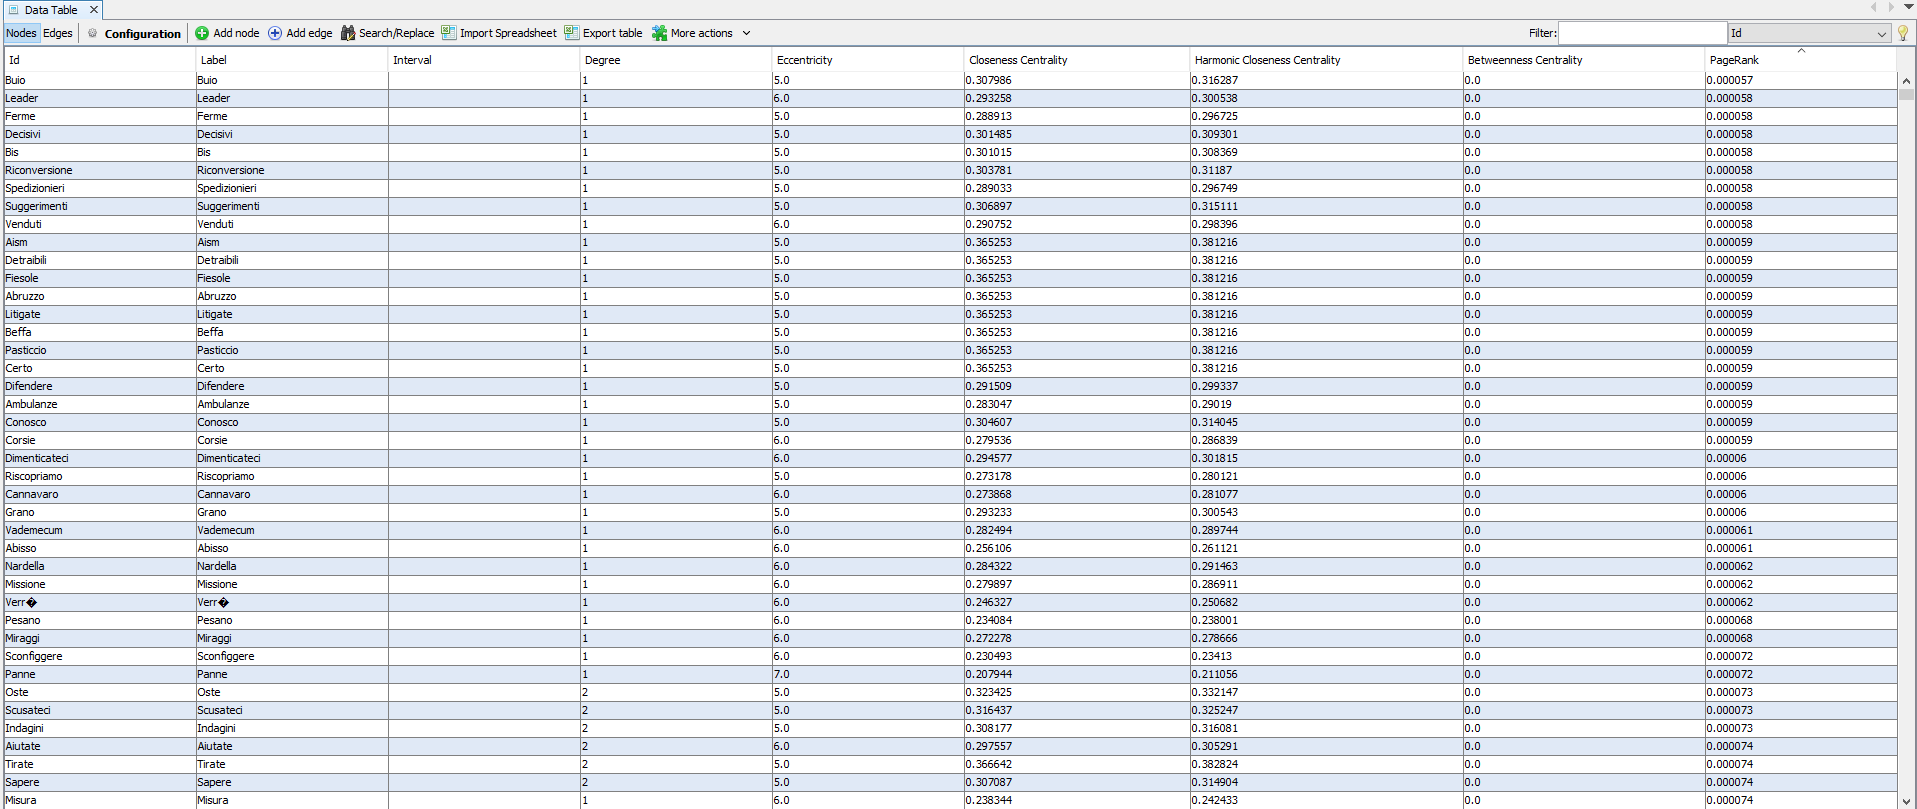 Data Table
Nodes Edges Configuration Add node Add edge Search/Replace Import Spreadsheet Export table More actions Filter: Id
Id Label Interval Degree Eccentricity Closeness Centrality Harmonic Closeness Centrality Betweenness Centrality PageRank
Buio Buio 1 5.0 0.307986 0.316287 0.0 0.000057
Leader Leader 1 6.0 0.293258 0.300538 0.0 0.000058
Ferme Ferme 1 5.0 0.288913 0.296725 0.0 0.000058
Decisivi Decisivi 1 5.0 0.301485 0.309301 0.0 0.000058
Bis Bis 1 5.0 0.301015 0.308369 0.0 0.000058
Riconversione Riconversione 1 5.0 0.303781 0.31187 0.0 0.000058
Spedizionieri Spedizionieri 1 5.0 0.289033 0.296749 0.0 0.000058
Suggerimenti Suggerimenti 1 5.0 0.306897 0.315111 0.0 0.000058
Venduti Venduti 1 6.0 0.290752 0.298396 0.0 0.000058
Aism Aism 1 5.0 0.365253 0.381216 0.0 0.000059
Detraibili Detraibili 1 5.0 0.365253 0.381216 0.0 0.000059
Fiesole Fiesole 1 5.0 0.365253 0.381216 0.0 0.000059
Abruzzo Abruzzo 1 5.0 0.365253 0.381216 0.0 0.000059
Litigate Litigate 1 5.0 0.365253 0.381216 0.0 0.000059
Beffa Beffa 1 5.0 0.365253 0.381216 0.0 0.000059
Pasticcio Pasticcio 1 5.0 0.365253 0.381216 0.0 0.000059
Certo Certo 1 5.0 0.365253 0.381216 0.0 0.000059
Difendere Difendere 1 5.0 0.291509 0.299337 0.0 0.000059
Ambulanze Ambulanze 1 5.0 0.283047 0.29019 0.0 0.000059
Conosco Conosco 1 5.0 0.304607 0.314045 0.0 0.000059
Corsie Corsie 1 6.0 0.279536 0.286839 0.0 0.000059
Dimenticateci Dimenticateci 1 6.0 0.294577 0.301815 0.0 0.00006
Riscopriamo Riscopriamo 1 5.0 0.273178 0.280121 0.0 0.00006
Cannavaro Cannavaro 1 6.0 0.273868 0.281077 0.0 0.00006
Grano Grano 1 5.0 0.293233 0.300543 0.0 0.00006
Vademecum Vademecum 1 6.0 0.282494 0.289744 0.0 0.000061
Abisso Abisso 1 6.0 0.256106 0.261121 0.0 0.000061
Nardella Nardella 1 6.0 0.284322 0.291463 0.0 0.000062
Missione Missione 1 6.0 0.279897 0.286911 0.0 0.000062
Verr� Verr� 1 6.0 0.246327 0.250682 0.0 0.000062
Pesano Pesano 1 6.0 0.234084 0.238001 0.0 0.000068
Miraggi Miraggi 1 6.0 0.272278 0.278666 0.0 0.000068
Sconfiggere Sconfiggere 1 6.0 0.230493 0.23413 0.0 0.000072
Panne Panne 1 7.0 0.207944 0.211056 0.0 0.000072
Oste Oste 2 5.0 0.323425 0.332147 0.0 0.000073
Scusateci Scusateci 2 5.0 0.316437 0.325247 0.0 0.000073
Indagini Indagini 2 5.0 0.308177 0.316081 0.0 0.000073
Aiutate Aiutate 2 6.0 0.297557 0.305291 0.0 0.000074
Tirate Tirate 2 5.0 0.366642 0.382824 0.0 0.000074
Sapere Sapere 2 5.0 0.307087 0.314904 0.0 0.000074
Misura Misura 1 6.0 0.238344 0.242433 0.0 0.000074